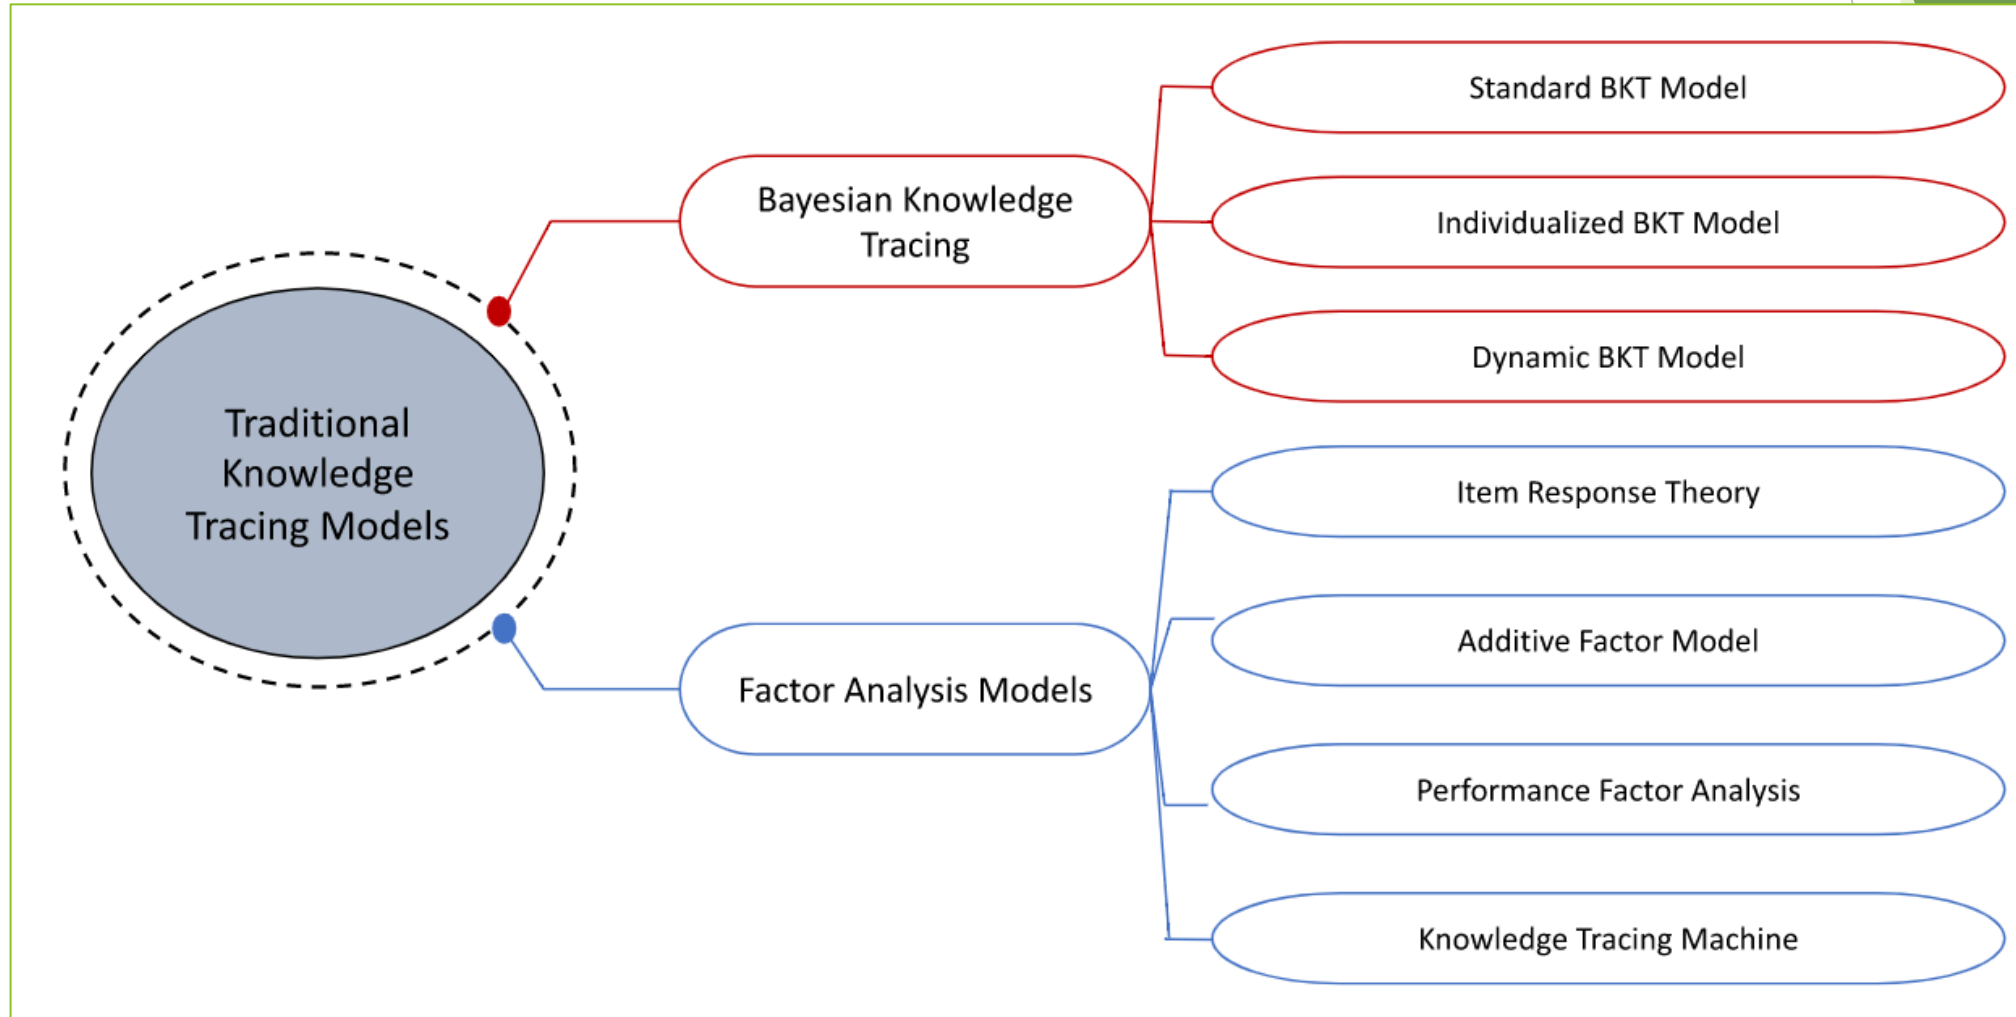 Traditional
Knowledge
Tracing Models
Bayesian Knowledge
Tracing
Standard BKT Model
Individualized BKT Model
Dynamic BKT Model
Factor Analysis Models
Item Response Theory
Additive Factor Model
Performance Factor Analysis
Knowledge Tracing Machine